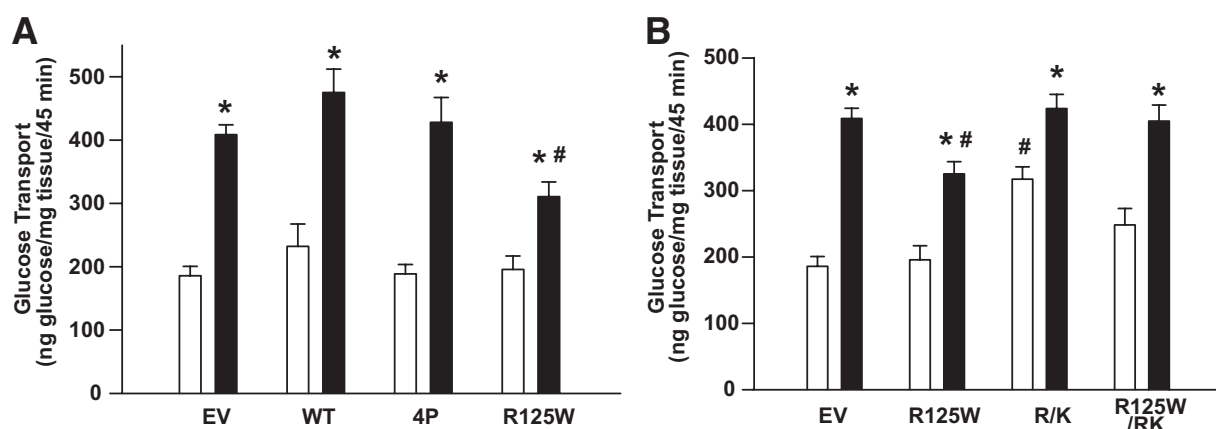 A
Glucose Transport
(ng glucose/mg tissue/45 min)
500
400
300
200
100
0
*
*
*
* #
EV
WT
4P
R125W
B
Glucose Transport
(ng glucose/mg tissue/45 min)
500
400
300
200
100
0
*
* #
#
*
*
EV
R125W
R/K
R125W
/RK